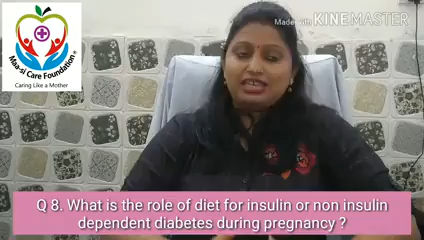 Made with KINEMASTER
Maa-si Care Foundation®
Caring Like a Mother
Q 8. What is the role of diet for insulin or non insulin
dependent diabetes during pregnancy ?